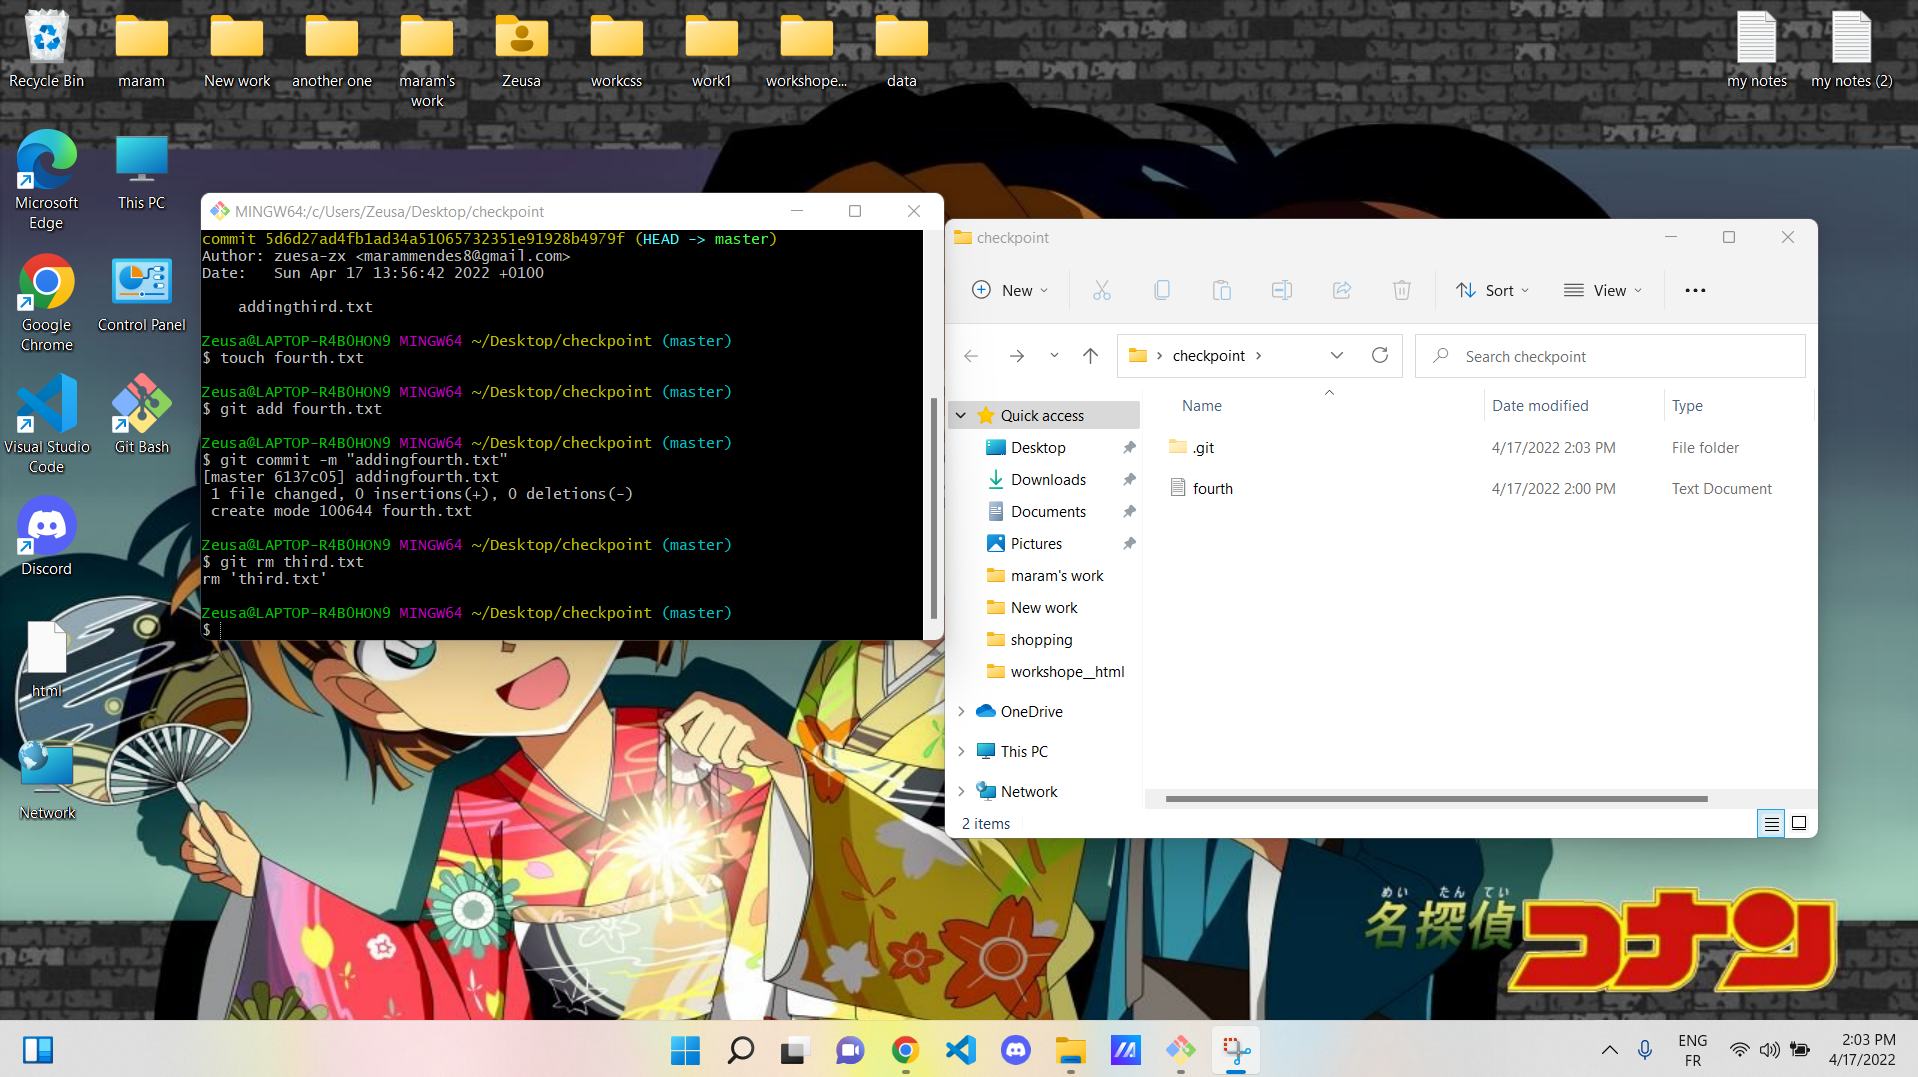 Recycle Bin
maram
New work
another one
maram's
work
Zeusa
workcss
work1
workshope...
data
my notes
my notes (2)
Microsoft
Edge
This PC
Google
Chrome
Control Panel
Visual Studio
Code
Git Bash
Discord
html
Network
MINGW64:/c/Users/Zeusa/Desktop/checkpoint
commit 5d6d27ad4fb1ad34a51065732351e91928b4979f (HEAD -> master)
Author: zuesa-zx <marammendes8@gmail.com>
Date:   Sun Apr 17 13:56:42 2022 +0100
addingthird.txt
Zeusa@LAPTOP-R4B0HON9 MINGW64 ~/Desktop/checkpoint (master)
$ touch fourth.txt
Zeusa@LAPTOP-R4B0HON9 MINGW64 ~/Desktop/checkpoint (master)
$ git add fourth.txt
Zeusa@LAPTOP-R4B0HON9 MINGW64 ~/Desktop/checkpoint (master)
$ git commit -m "addingfourth.txt"
[master 6137c05] addingfourth.txt
1 file changed, 0 insertions(+), 0 deletions(-)
create mode 100644 fourth.txt
Zeusa@LAPTOP-R4B0HON9 MINGW64 ~/Desktop/checkpoint (master)
$ git rm third.txt
rm 'third.txt'
Zeusa@LAPTOP-R4B0HON9 MINGW64 ~/Desktop/checkpoint (master)
$
checkpoint
New
Sort
View
checkpoint
Search checkpoint
Name
Date modified
Type
.git
4/17/2022 2:03 PM
File folder
fourth
4/17/2022 2:00 PM
Text Document
Quick access
Desktop
Downloads
Documents
Pictures
maram's work
New work
shopping
workshope__html
OneDrive
This PC
Network
2 items
めい たん てい
名探偵コナン
ENG
FR
2:03 PM
4/17/2022